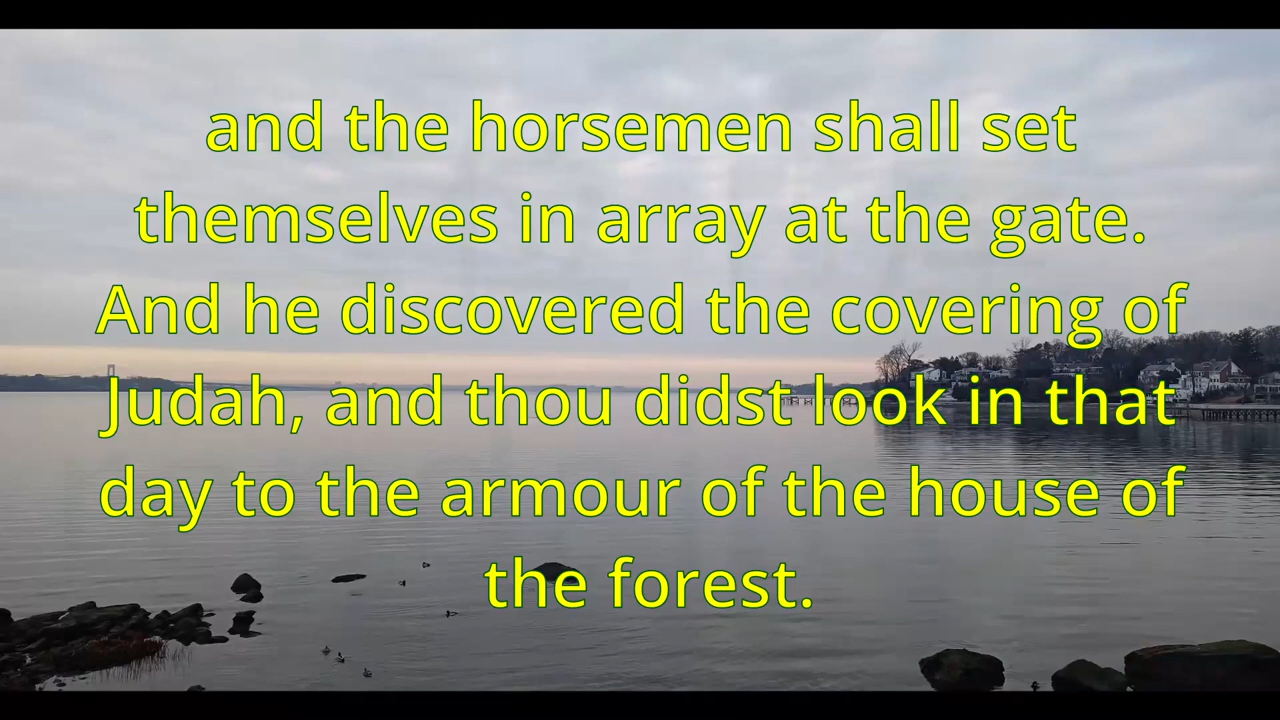 and the horsemen shall set
themselves in array at the gate.
And he discovered the covering of
Judah, and thou didst look in that
day to the armour of the house of
the forest.